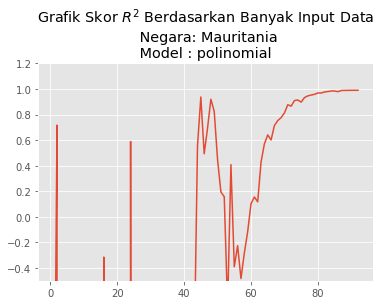 Grafik Skor R² Berdasarkan Banyak Input Data
Negara: Mauritania
Model : polinomial
1.2
1.0
0.8
0.6
0.4
0.2
0.0
−0.2
−0.4
0 20 40 60 80